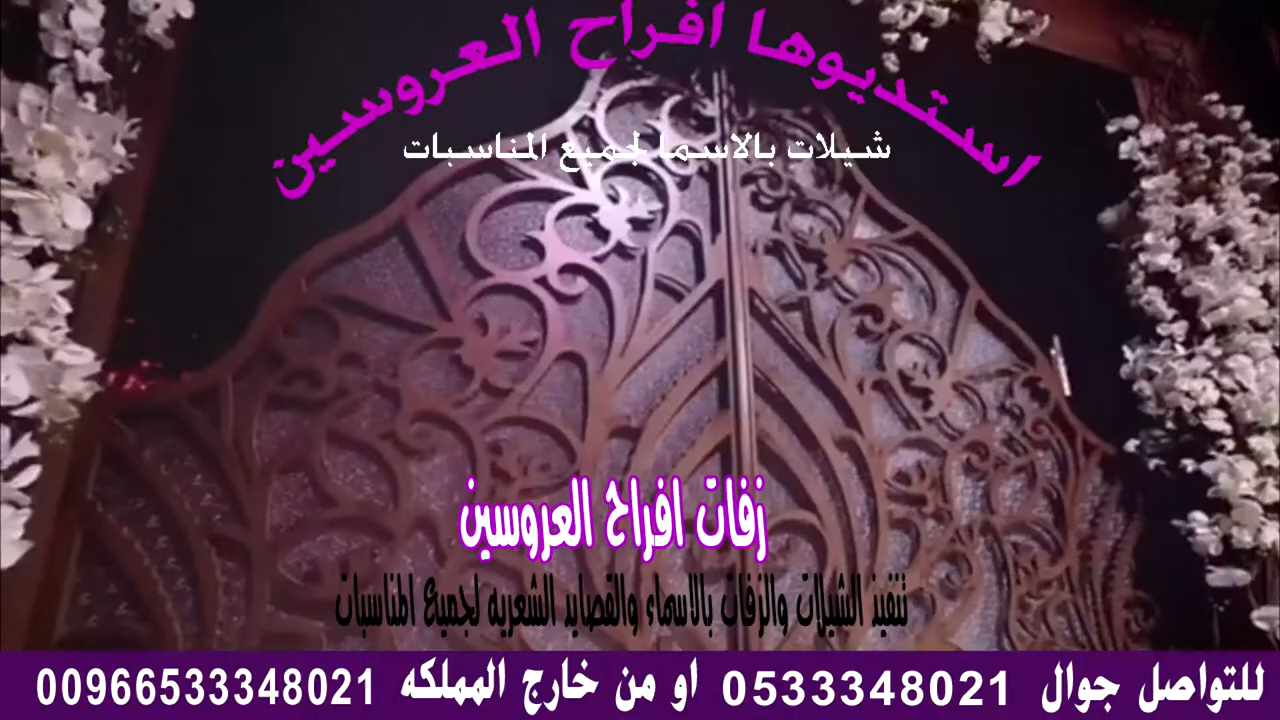 استديوها افراح العروسين
شيلات بالاسما لجميع المناسبات
زفات افراح العروسين
تنفيذ الشيلات والزفات بالاسماء والقصايد الشعريه لجميع المناسبات
للتواصل جوال 0533348021 او من خارج المملكه 00966533348021